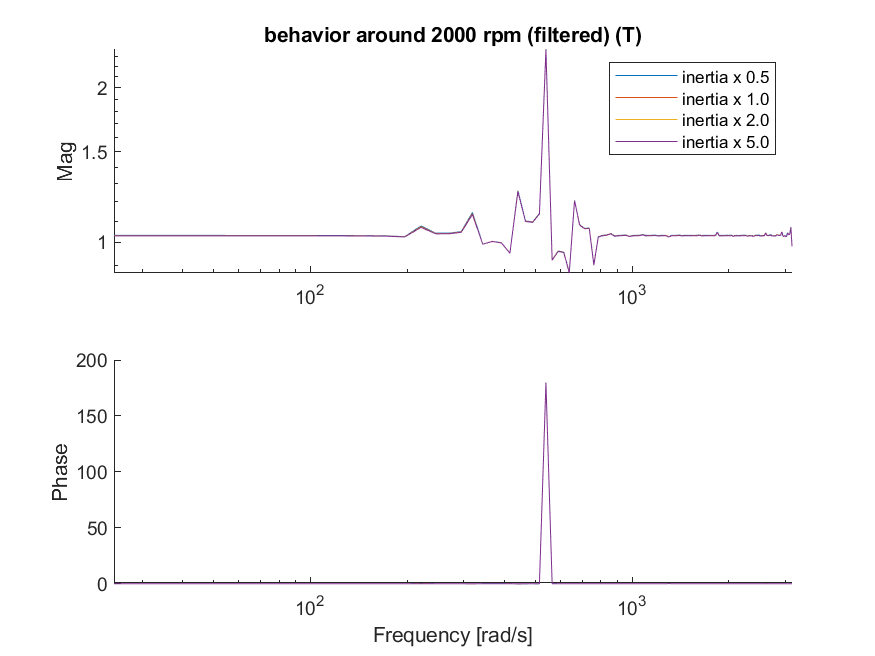 behavior around 2000 rpm (filtered) (T)
2
1.5
1
Mag
inertia x 0.5
inertia x 1.0
inertia x 2.0
inertia x 5.0
10^2
10^3
200
150
100
50
0
Phase
10^2
10^3
Frequency [rad/s]